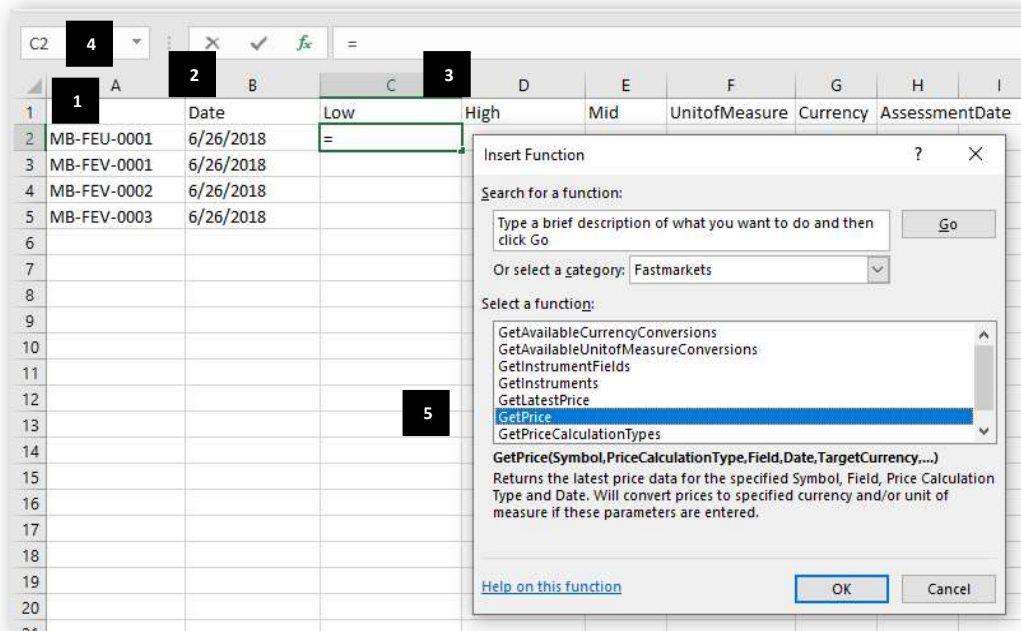 C2 4 fx =
2 3
A B C D E F G H I
1
1 Date Low High Mid UnitofMeasure Currency AssessmentDate
2 MB-FEU-0001 6/26/2018 =
3 MB-FEV-0001 6/26/2018
4 MB-FEV-0002 6/26/2018
5 MB-FEV-0003 6/26/2018
6
7
8
9
10
11
12
13
14
15
16
17
18
19
20
Insert Function ?
Search for a function:
Type a brief description of what you want to do and then
click Go
Go
Or select a category: Fastmarkets
Select a function:
GetAvailableCurrencyConversions
GetAvailableUnitofMeasureConversions
GetInstrumentFields
GetInstruments
GetLatestPrice
5
GetPrice
GetPriceCalculationTypes
GetPrice(Symbol,PriceCalculationType,Field,Date,TargetCurrency,...)
Returns the latest price data for the specified Symbol, Field, Price Calculation
Type and Date. Will convert prices to specified currency and/or unit of
measure if these parameters are entered.
Help on this function
OK Cancel